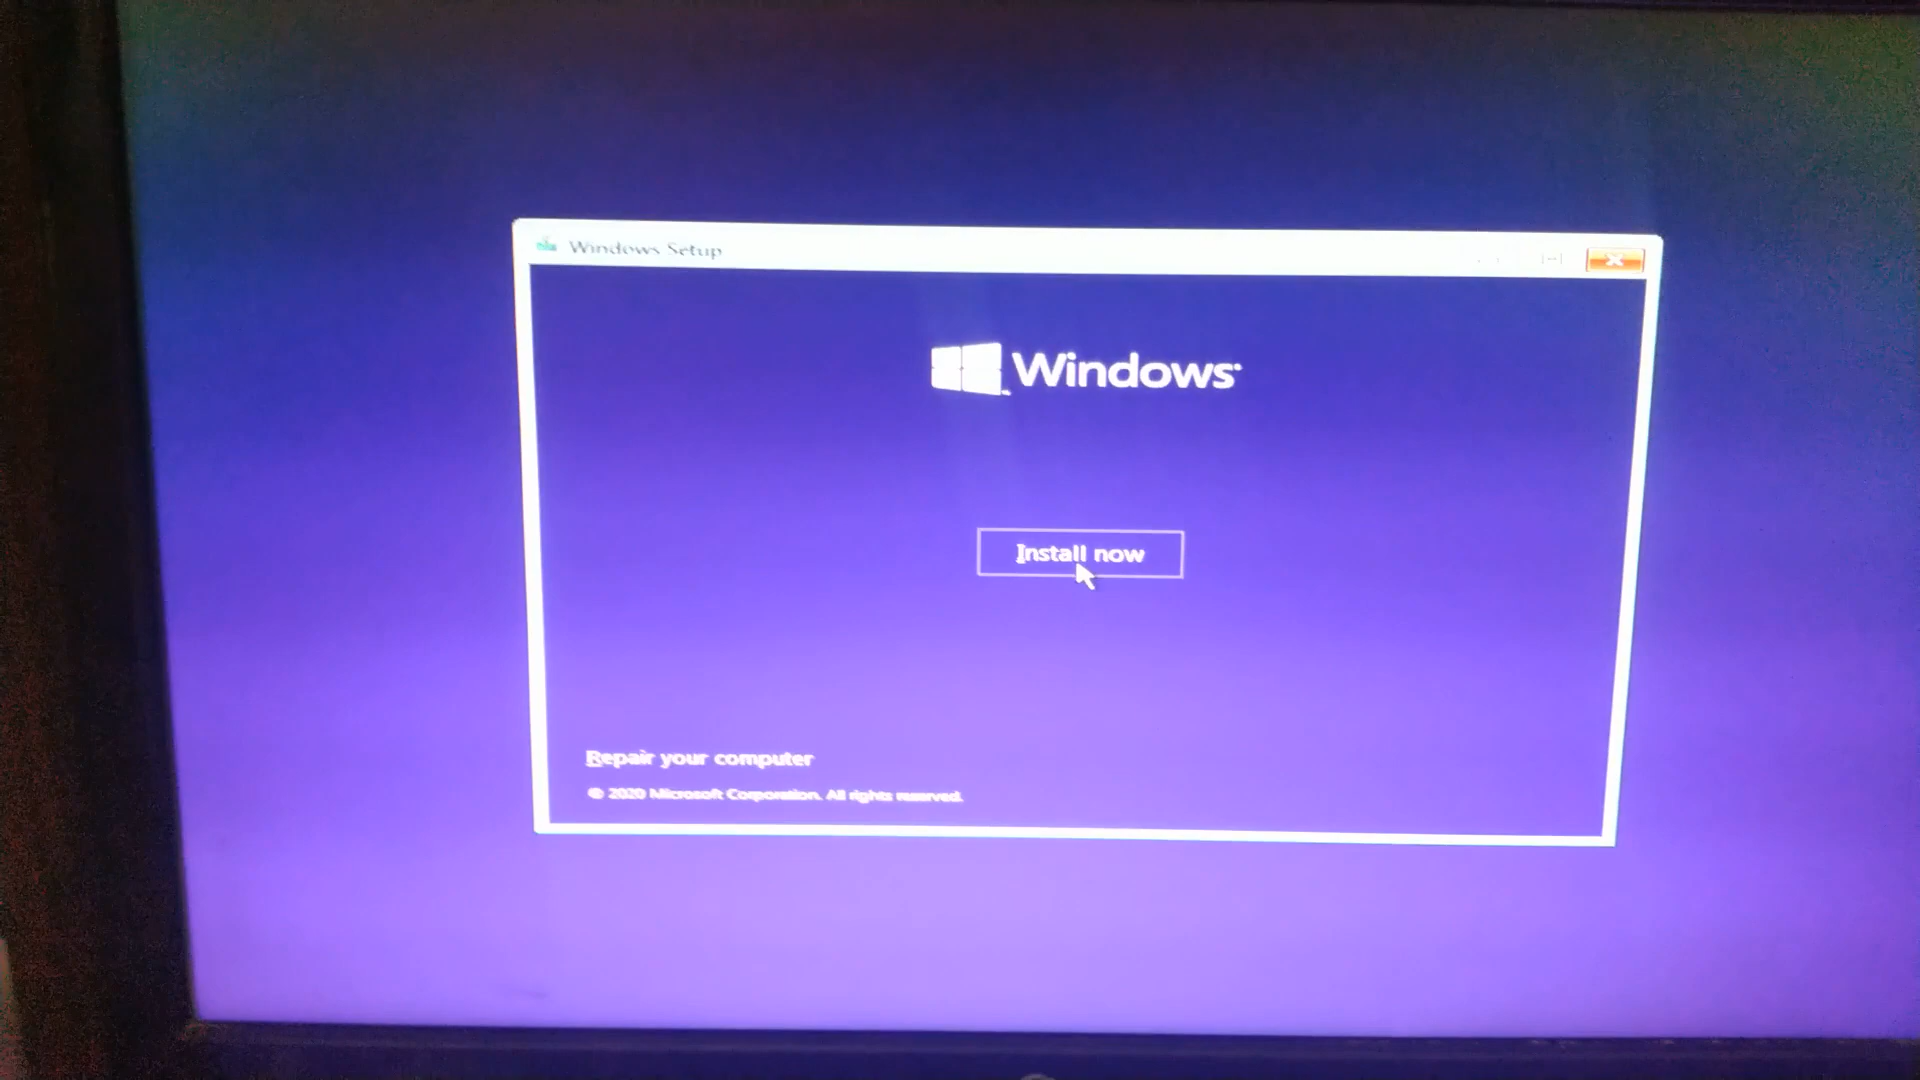 Windows Setup
Windows
Install now
Repair your computer
© 2020 Microsoft Corporation. All rights reserved.